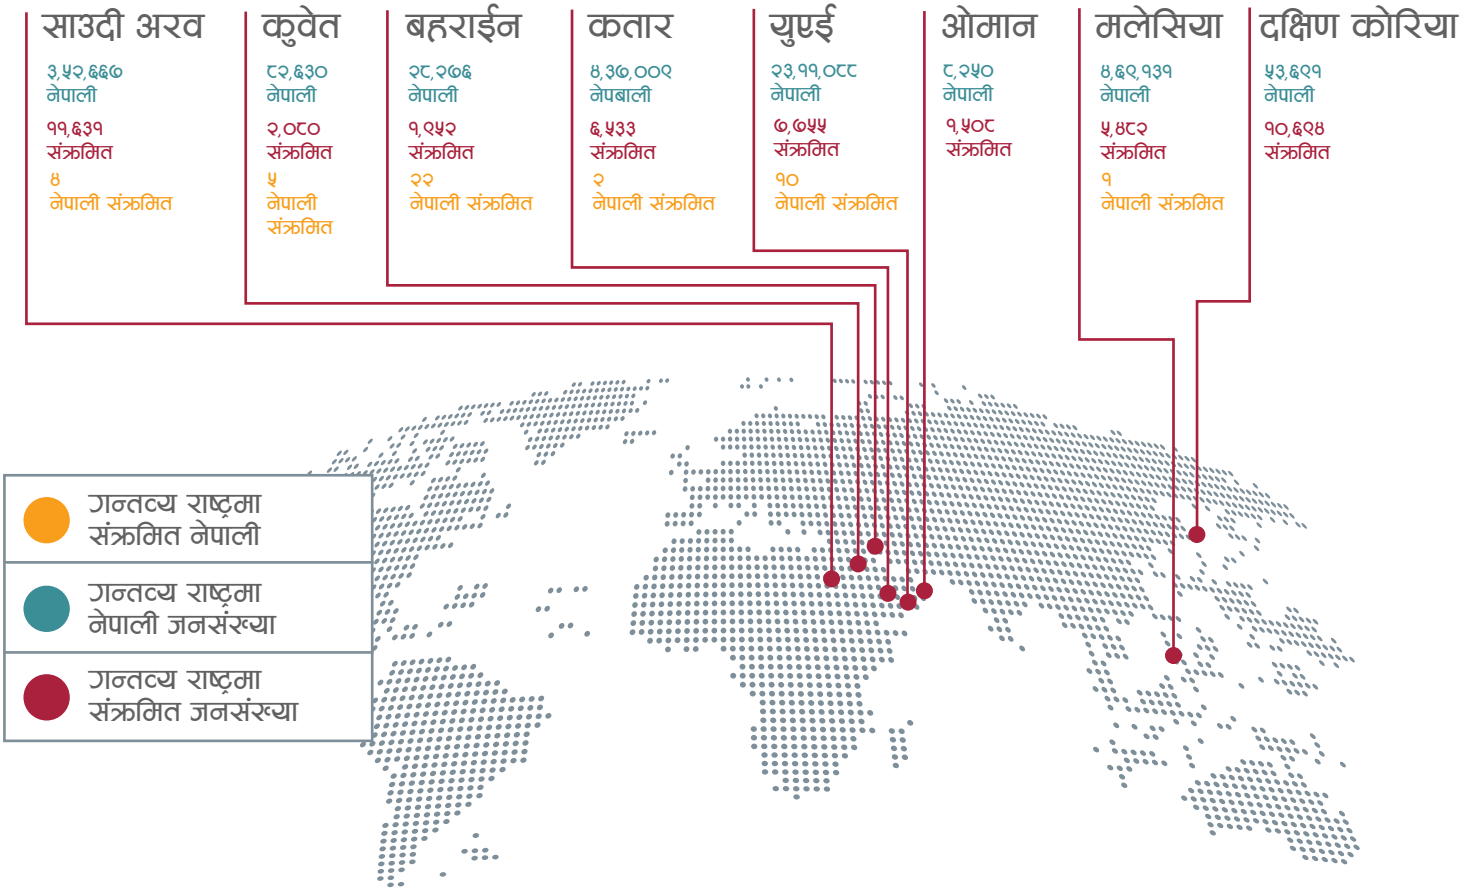 साउदी अरव
३,५२,६६७
नेपाली
११,६३१
संक्रमित
४
नेपाली संक्रमित
कुवेत
८२,६३०
नेपाली
२,०८०
संक्रमित
५
नेपाली
संक्रमित
बहराईन
२८,२७६
नेपाली
१,९५२
संक्रमित
२२
नेपाली संक्रमित
कतार
४,३७,००९
नेपबाली
६,५३३
संक्रमित
२
नेपाली संक्रमित
युएई
२३,११,०८८
नेपाली
७,७५५
संक्रमित
१०
नेपाली संक्रमित
ओमान
८,२५०
नेपाली
१,५०८
संक्रमित
मलेसिया
४,६९,१३१
नेपाली
५,४८२
संक्रमित
१
नेपाली संक्रमित
दक्षिण कोरिया
५३,६९१
नेपाली
१०,६९४
संक्रमित
गन्तव्य राष्ट्रमा
संक्रमित नेपाली
गन्तव्य राष्ट्रमा
नेपाली जनसंख्या
गन्तव्य राष्ट्रमा
संक्रमित जनसंख्या